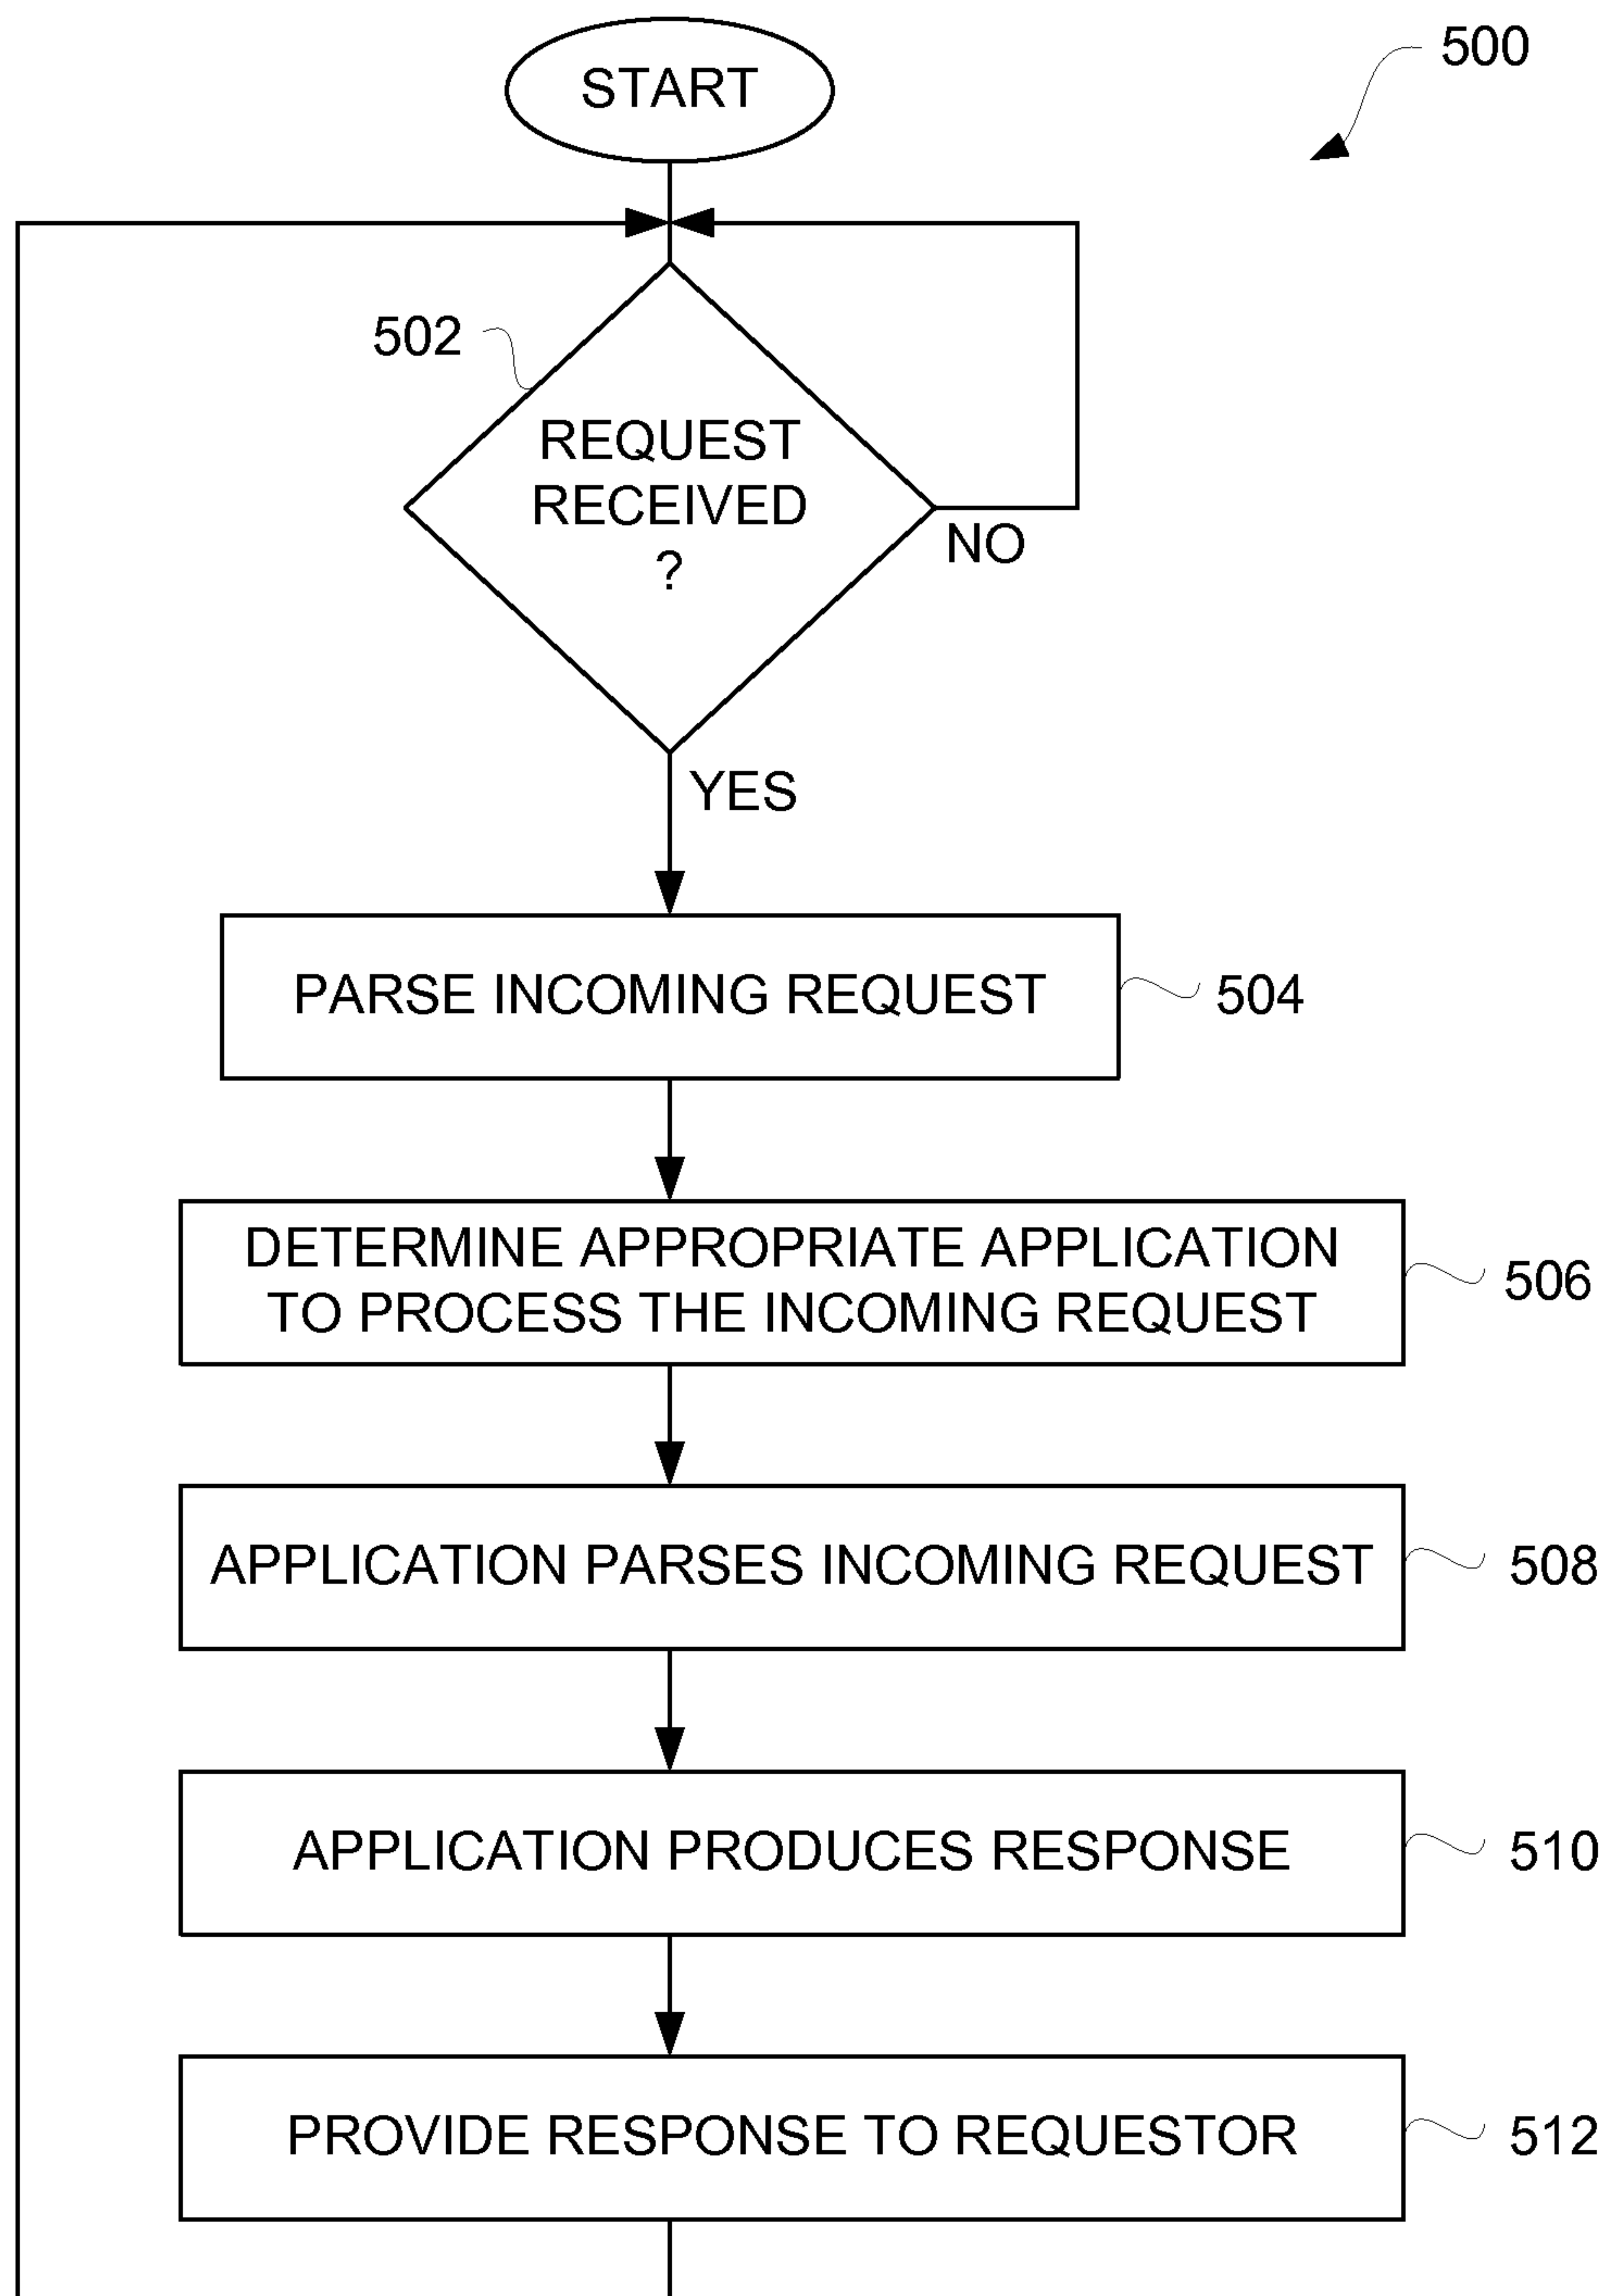 START
500
502
REQUEST
RECEIVED
?
NO
YES
PARSE INCOMING REQUEST
504
DETERMINE APPROPRIATE APPLICATION
TO PROCESS THE INCOMING REQUEST
506
APPLICATION PARSES INCOMING REQUEST
508
APPLICATION PRODUCES RESPONSE
510
PROVIDE RESPONSE TO REQUESTOR
512